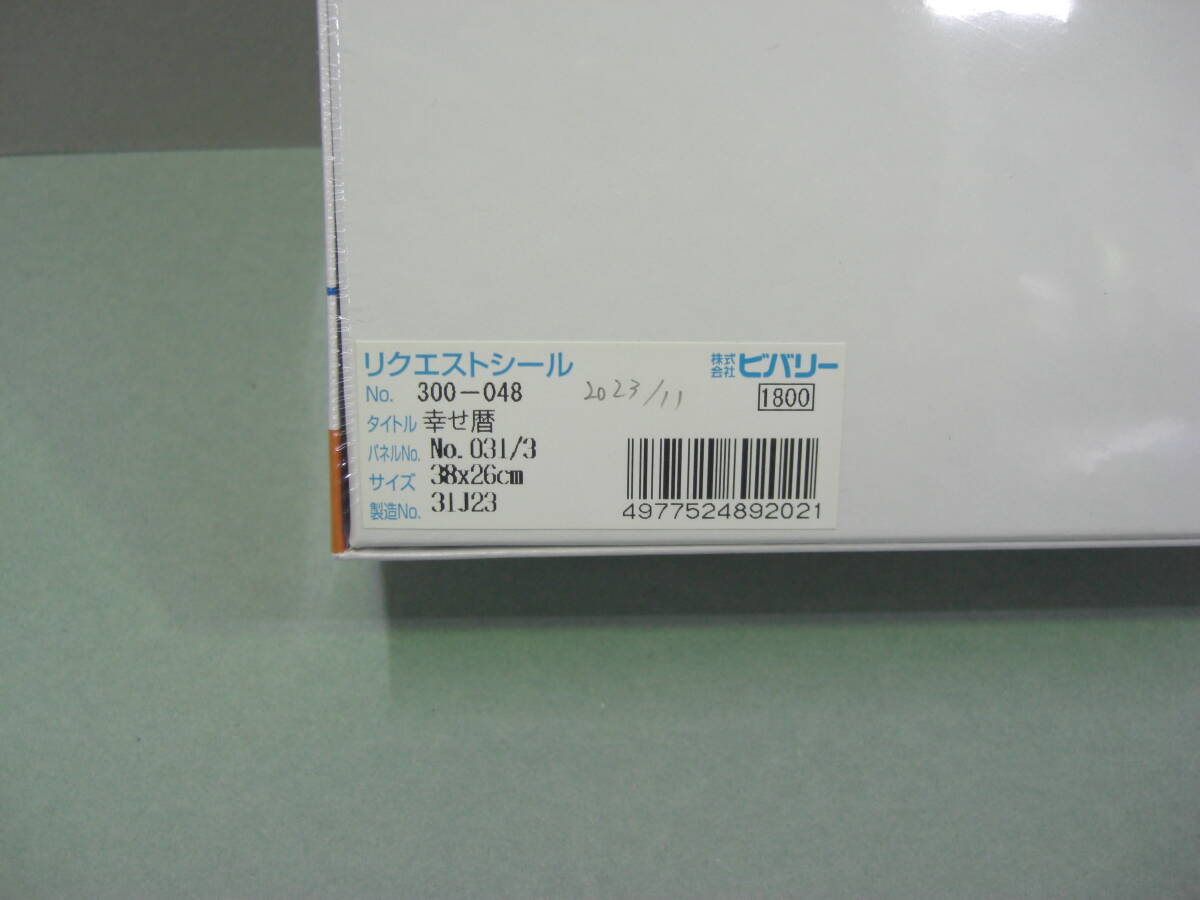 リクエストシール
株式会社 ビバリー
No. 300-048
2023/11
1800
タイトル 幸せ暦
パネルNo. No.031/3
サイズ 38x26cm
製造No. 31J23
4977524892021